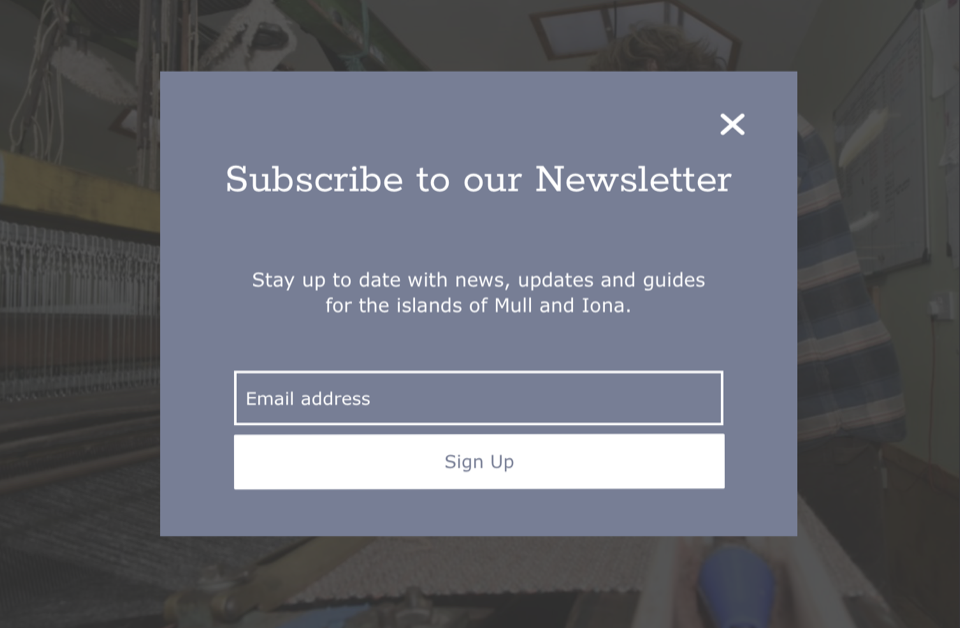 Subscribe to our Newsletter
Stay up to date with news, updates and guides
for the islands of Mull and Iona.
Email address
Sign Up